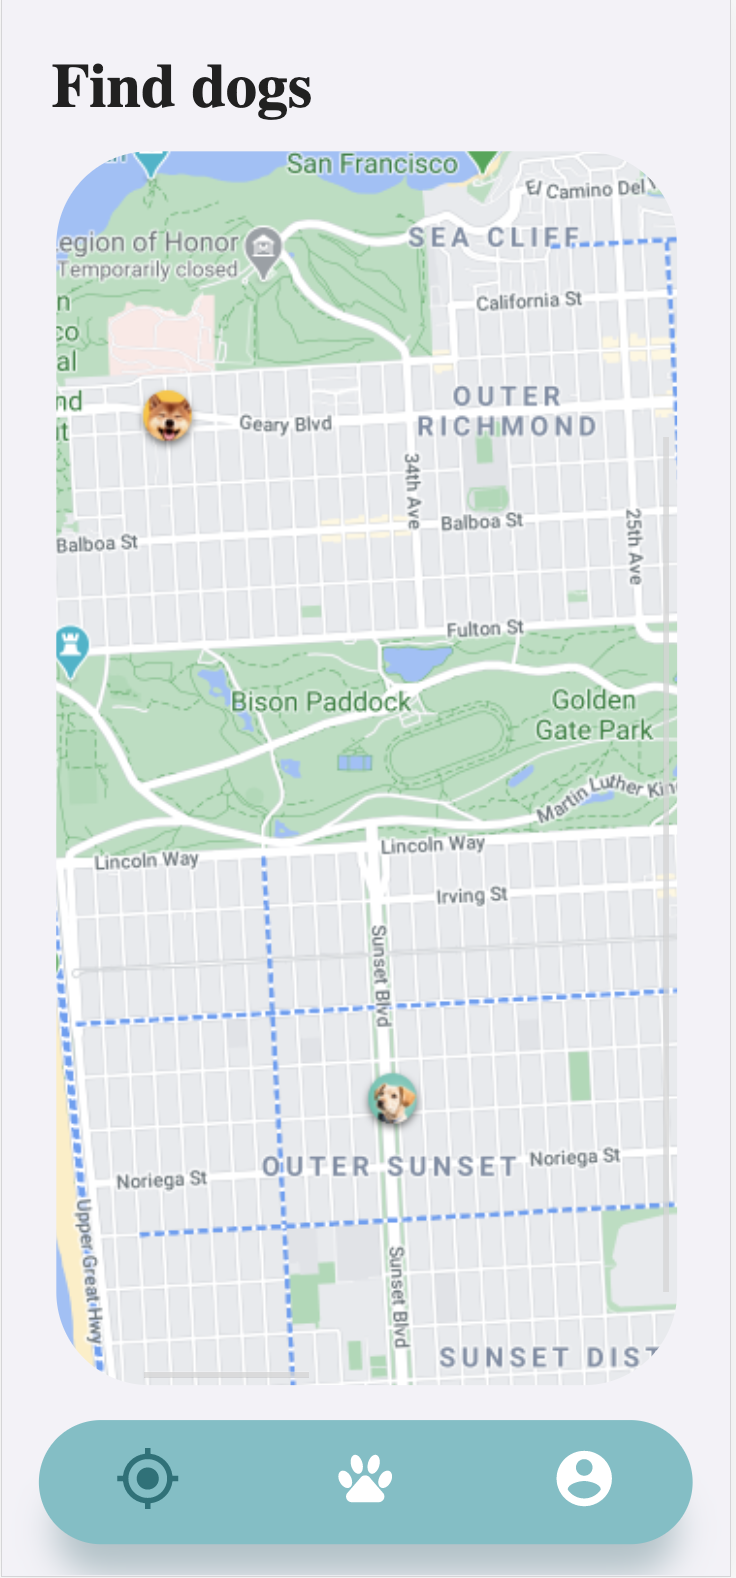 Find dogs
San Francisco
El Camino Del
SEA CLIFF
egion of Honor
Temporarily closed
California St
n
co
al
nd
t
OUTER
RICHMOND
Geary Blvd
34th Ave
Balboa St
25th Ave
Balboa St
Fulton St
Bison Paddock
Golden
Gate Park
Martin Luther Kin
Lincoln Way
Lincoln Way
Irving St
Sunset Blvd
OUTER SUNSET
Noriega St
Noriega St
Upper Great Hwy
Sunset Blvd
SUNSET DIST